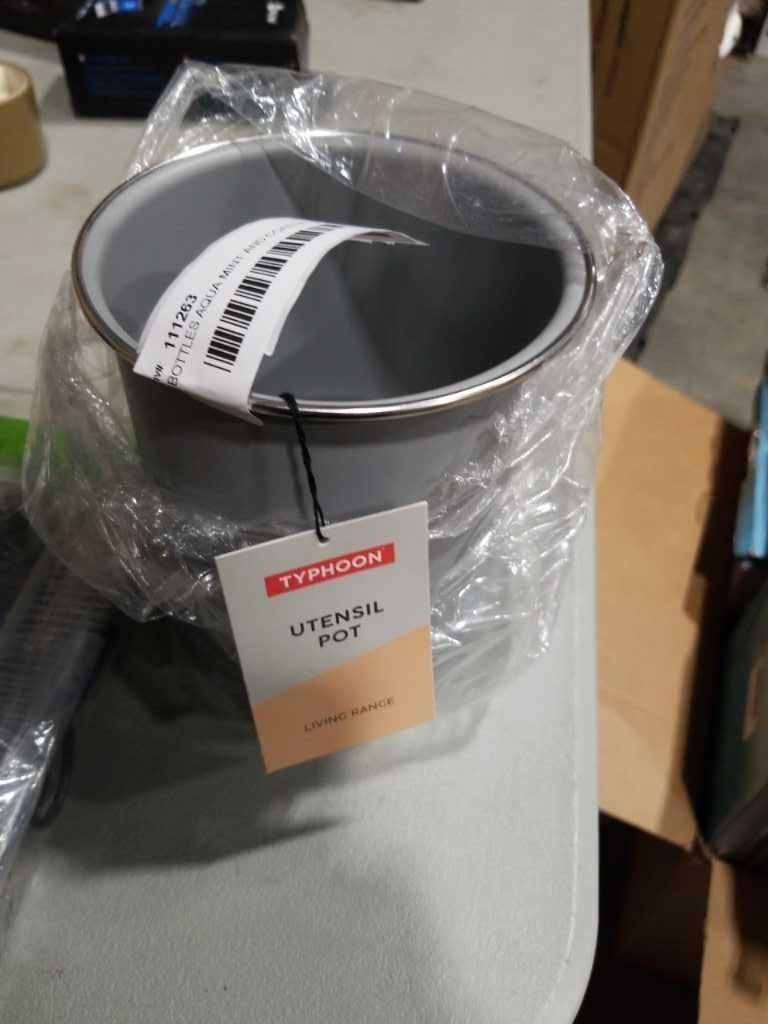 111263
BOTTLES AQUA MINT AND
TYPHOON
UTENSIL
POT
LIVING RANGE